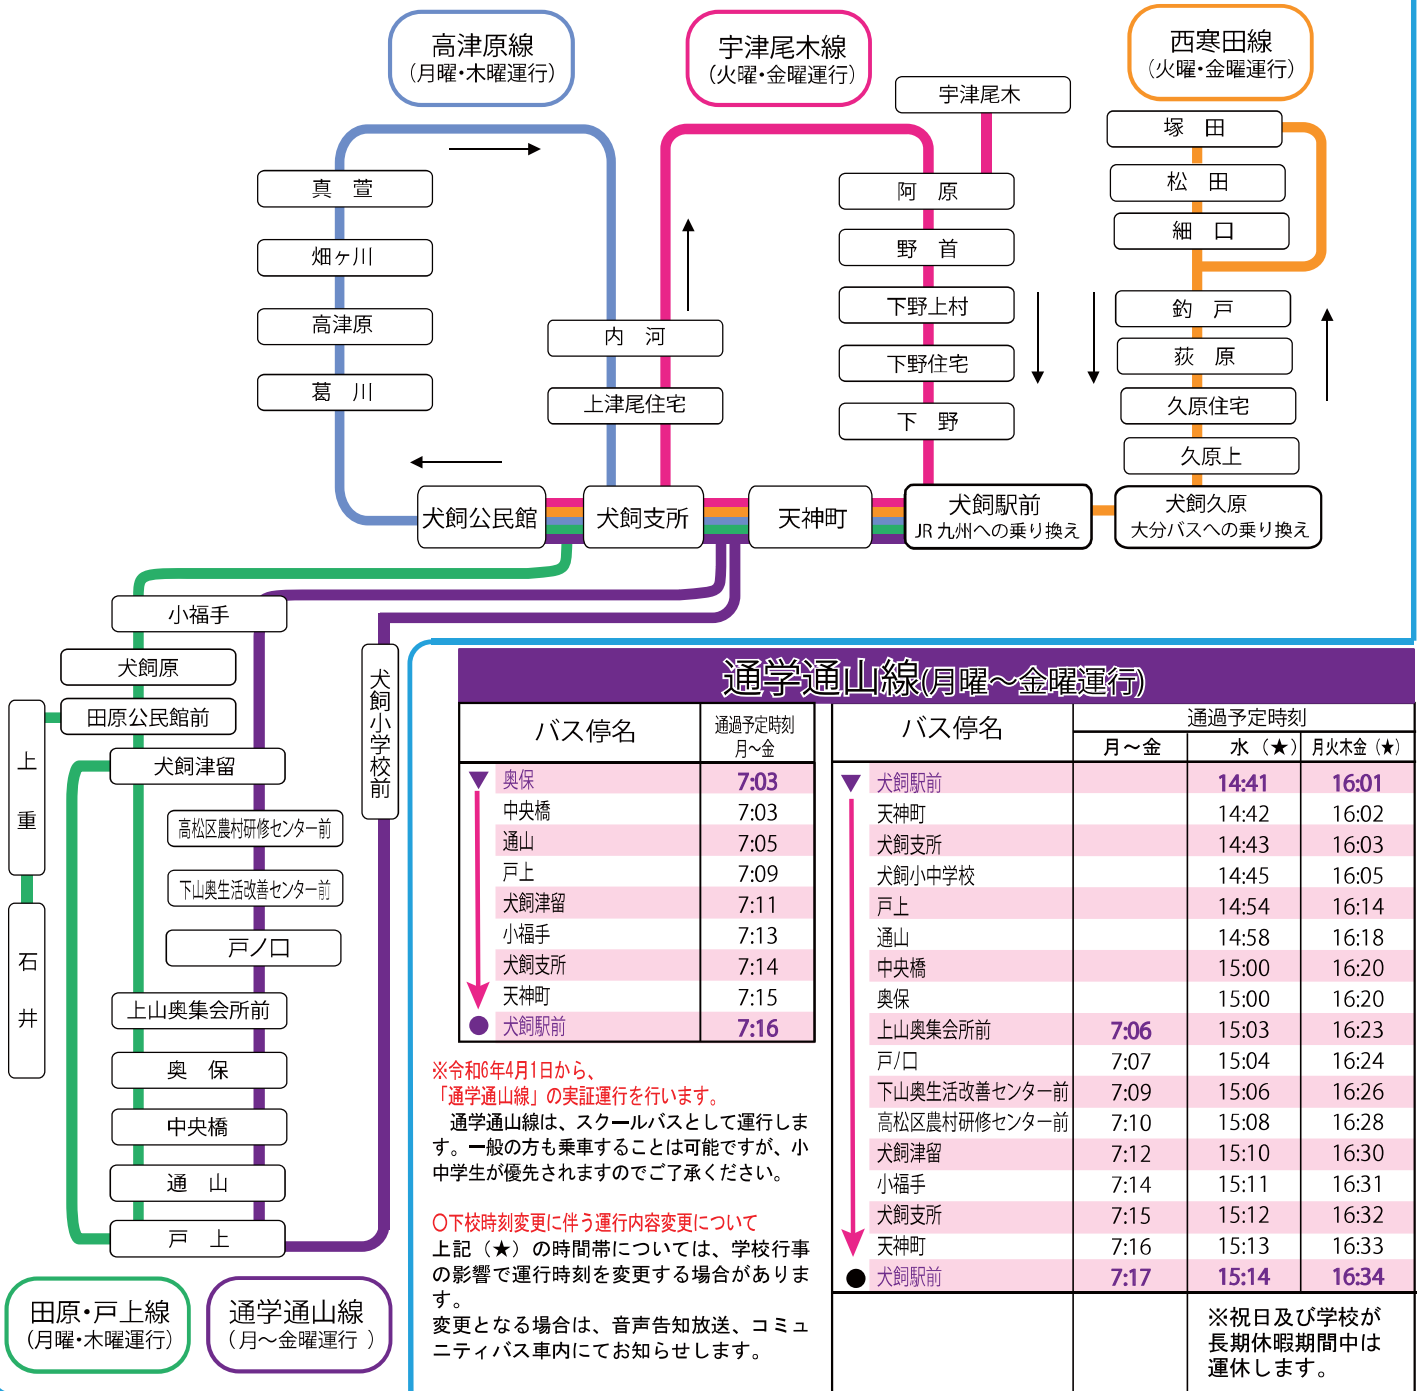 高津原線
(月曜・木曜運行)
宇津尾木線
(火曜・金曜運行)
西寒田線
(火曜・金曜運行)
宇津尾木
塚　田
松　田
細　口
真　萱
畑ヶ川
高津原
葛　川
内　河
上津尾住宅
阿　原
野　首
下野上村
下野住宅
下　野
釣　戸
荻　原
久原住宅
久原上
犬飼公民館
犬飼支所
天神町
犬飼駅前
JR 九州への乗り換え
犬飼久原
大分バスへの乗り換え
小福手
犬飼原
田原公民館前
犬飼津留
上　重
石　井
犬飼小学校前
高松区農村研修センター前
下山奥生活改善センター前
戸ノ口
上山奥集会所前
奥　保
中央橋
通　山
戸　上
田原・戸上線
(月曜・木曜運行)
通学通山線
(月〜金曜運行 )
通学通山線(月曜〜金曜運行)
バス停名 通過予定時刻
月〜金
▼ 奥保 7:03
中央橋 7:03
通山 7:05
戸上 7:09
犬飼津留 7:11
小福手 7:13
犬飼支所 7:14
天神町 7:15
● 犬飼駅前 7:16
バス停名 通過予定時刻
月〜金 水（★） 月火木金（★）
▼ 犬飼駅前 14:41 16:01
天神町 14:42 16:02
犬飼支所 14:43 16:03
犬飼小中学校 14:45 16:05
戸上 14:54 16:14
通山 14:58 16:18
中央橋 15:00 16:20
奥保 15:00 16:20
上山奥集会所前 7:06 15:03 16:23
戸ノ口 7:07 15:04 16:24
下山奥生活改善センター前 7:09 15:06 16:26
高松区農村研修センター前 7:10 15:08 16:28
犬飼津留 7:12 15:10 16:30
小福手 7:14 15:11 16:31
犬飼支所 7:15 15:12 16:32
天神町 7:16 15:13 16:33
● 犬飼駅前 7:17 15:14 16:34
※祝日及び学校が
長期休暇期間中は
運休します。
※令和6年4月1日から、
「通学通山線」の実証運行を行います。
　通学通山線は、スクールバスとして運行しま
す。一般の方も乗車することは可能ですが、小
中学生が優先されますのでご了承ください。
〇下校時刻変更に伴う運行内容変更について
上記（★）の時間帯については、学校行事
の影響で運行時刻を変更する場合がありま
す。
変更となる場合は、音声告知放送、コミュ
ニティバス車内にてお知らせします。